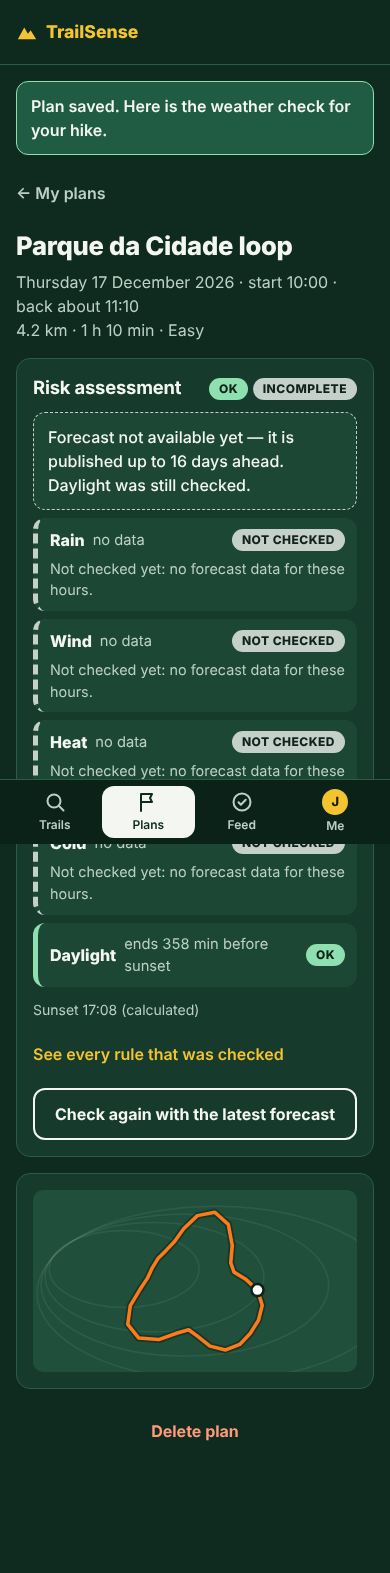 TrailSense
Plan saved. Here is the weather check for
your hike.
← My plans
Parque da Cidade loop
Thursday 17 December 2026 · start 10:00 ·
back about 11:10
4.2 km · 1 h 10 min · Easy
Risk assessment OK INCOMPLETE
Forecast not available yet — it is
published up to 16 days ahead.
Daylight was still checked.
Rain no data NOT CHECKED
Not checked yet: no forecast data for these
hours.
Wind no data NOT CHECKED
Not checked yet: no forecast data for these
hours.
Heat no data NOT CHECKED
Not checked yet: no forecast data for these
Trails Plans Feed J Me
Cold no data NOT CHECKED
Not checked yet: no forecast data for these
hours.
Daylight ends 358 min before
sunset OK
Sunset 17:08 (calculated)
See every rule that was checked
Check again with the latest forecast
Delete plan